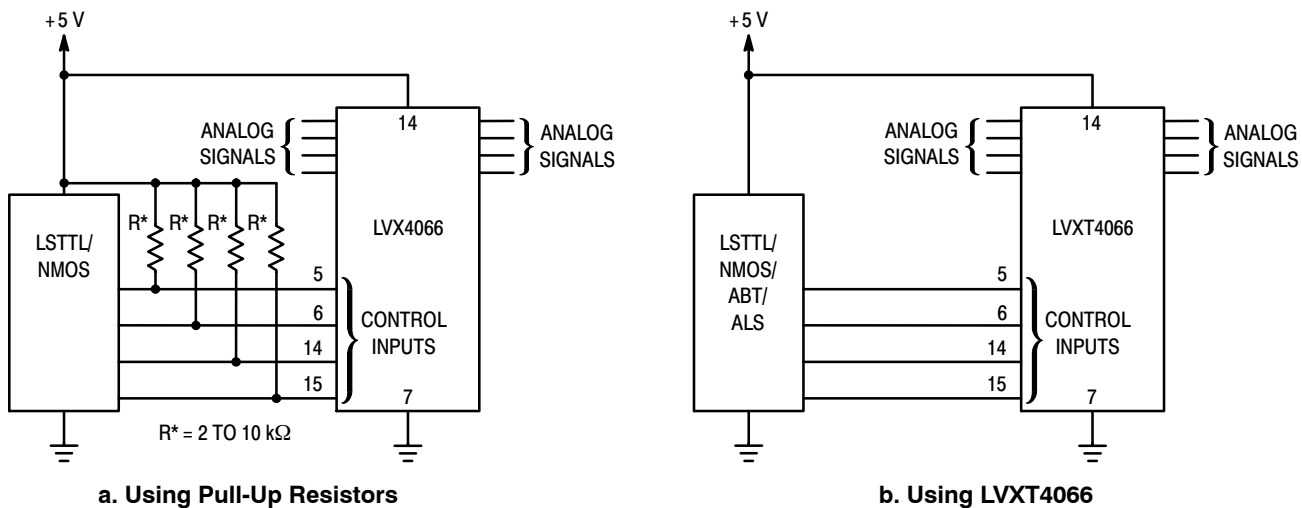 +5 V
14
ANALOG
SIGNALS
ANALOG
SIGNALS
R* R* R* R*
LSTTL/
NMOS
LVX4066
5
6
14
15
CONTROL
INPUTS
7
R* = 2 TO 10 kΩ
a. Using Pull-Up Resistors
+5 V
14
ANALOG
SIGNALS
ANALOG
SIGNALS
LSTTL/
NMOS/
ABT/
ALS
LVXT4066
5
6
14
15
CONTROL
INPUTS
7
b. Using LVXT4066